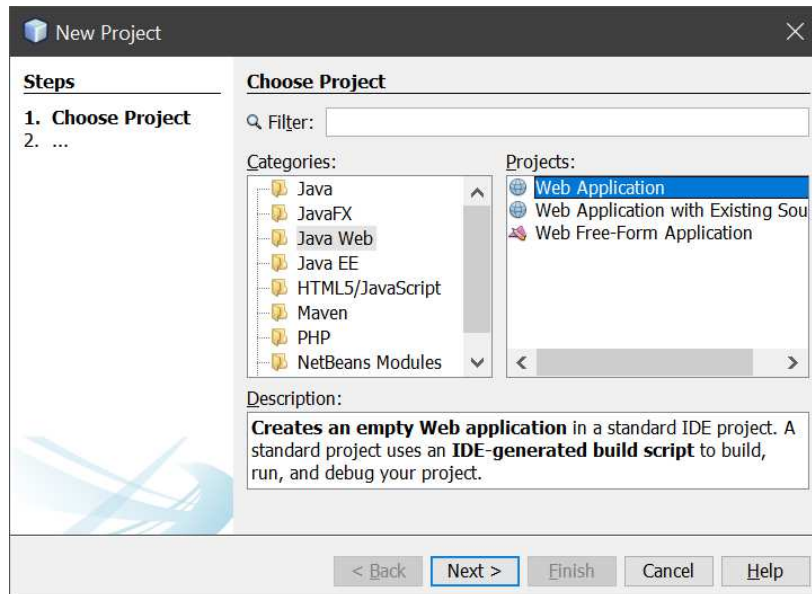 New Project
Steps
1. Choose Project
2. ...
Choose Project
Filter:
Categories:
Java
JavaFX
Java Web
Java EE
HTML5/JavaScript
Maven
PHP
NetBeans Modules
Projects:
Web Application
Web Application with Existing Sou
Web Free-Form Application
Description:
Creates an empty Web application in a standard IDE project. A
standard project uses an IDE-generated build script to build,
run, and debug your project.
< Back
Next >
Finish
Cancel
Help